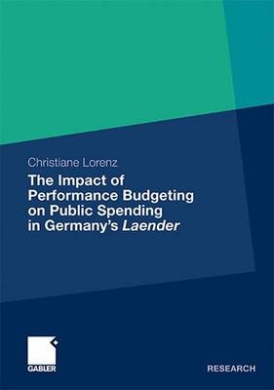 Christiane Lorenz
The Impact of
Performance Budgeting
on Public Spending
in Germany's Laender
GABLER
RESEARCH